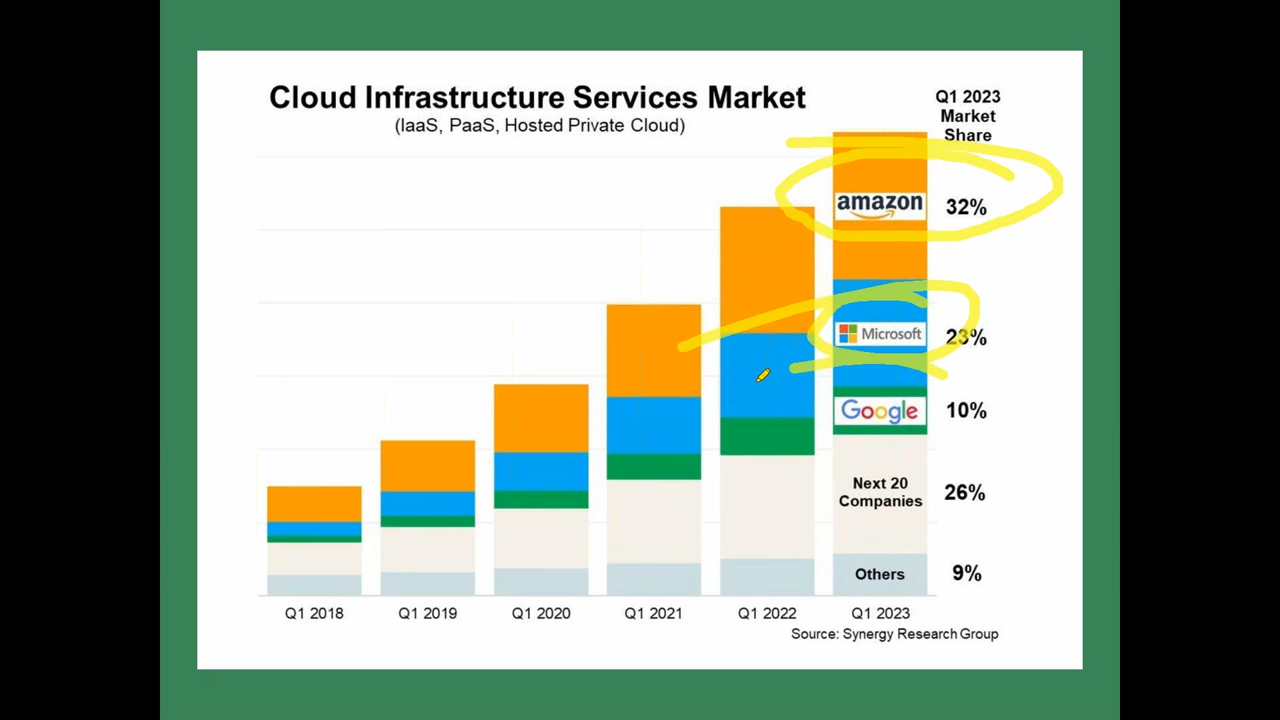 Cloud Infrastructure Services Market
(IaaS, PaaS, Hosted Private Cloud)
Q1 2023
Market
Share
amazon
32%
Microsoft
23%
Google
10%
Next 20
Companies
26%
Others
9%
Q1 2018
Q1 2019
Q1 2020
Q1 2021
Q1 2022
Q1 2023
Source: Synergy Research Group